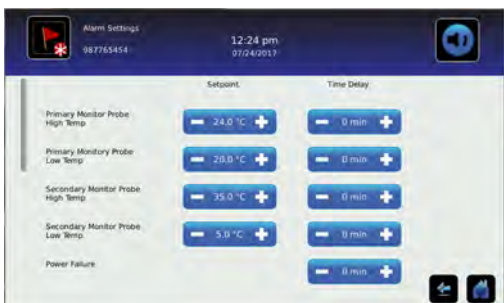 Alarm Settings
987765454
12:24 pm
07/24/2017
Setpoint Time Delay
Primary Monitor Probe
High Temp
24.0 °C 0 min
Primary Monitory Probe
Low Temp
20.0 °C 0 min
Secondary Monitor Probe
High Temp
35.0 °C 0 min
Secondary Monitor Probe
Low Temp
5.0 °C 0 min
Power Failure
0 min